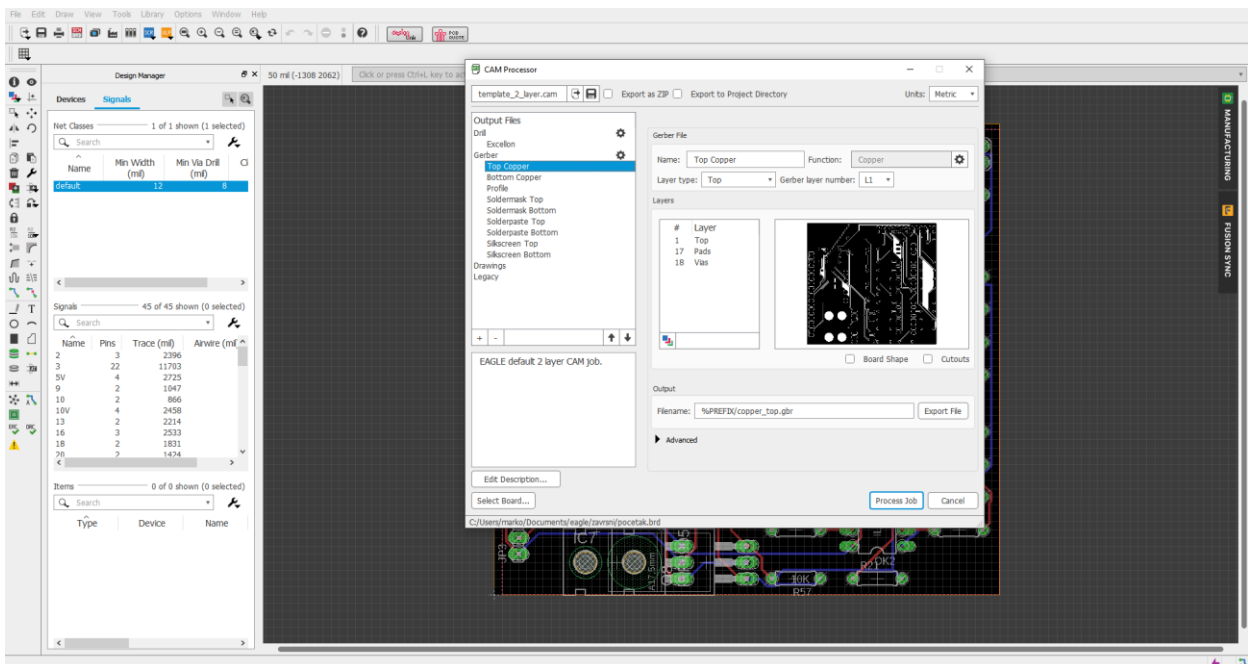 File Edit Draw View Tools Library Options Window Help
design link
PCB QUOTE
Design Manager
50 mil (-1308 2062)
Click or press Ctrl+L key to ac
Devices Signals
Net Classes 1 of 1 shown (1 selected)
Search
Name Min Width (mil) Min Via Drill (mil) Cl
default 12 8
Signals 45 of 45 shown (0 selected)
Search
Name Pins Trace (mil) Airwire (mil
2 3 2396
3 22 11703
5V 4 2725
9 2 1047
10 2 866
10V 4 2458
13 2 2214
16 3 2533
18 2 1831
20 2 1424
Items 0 of 0 shown (0 selected)
Search
Type Device Name
CAM Processor
template_2_layer.cam
Export as ZIP
Export to Project Directory
Units: Metric
Output Files
Drill
Excellon
Gerber
Top Copper
Bottom Copper
Profile
Soldermask Top
Soldermask Bottom
Solderpaste Top
Solderpaste Bottom
Silkscreen Top
Silkscreen Bottom
Drawings
Legacy
+ -
EAGLE default 2 layer CAM job.
Edit Description...
Select Board...
Gerber File
Name: Top Copper Function: Copper
Layer type: Top Gerber layer number: L1
Layers
# Layer
1 Top
17 Pads
18 Vias
Board Shape Cutouts
Output
Filename: %PREFIX/copper_top.gbr Export File
Advanced
Process Job Cancel
C:/Users/marko/Documents/eagle/zavrsni/pocetak.brd
IC7
A17,5mm
10K
R57
OK2
MANUFACTURING
FUSION SYNC